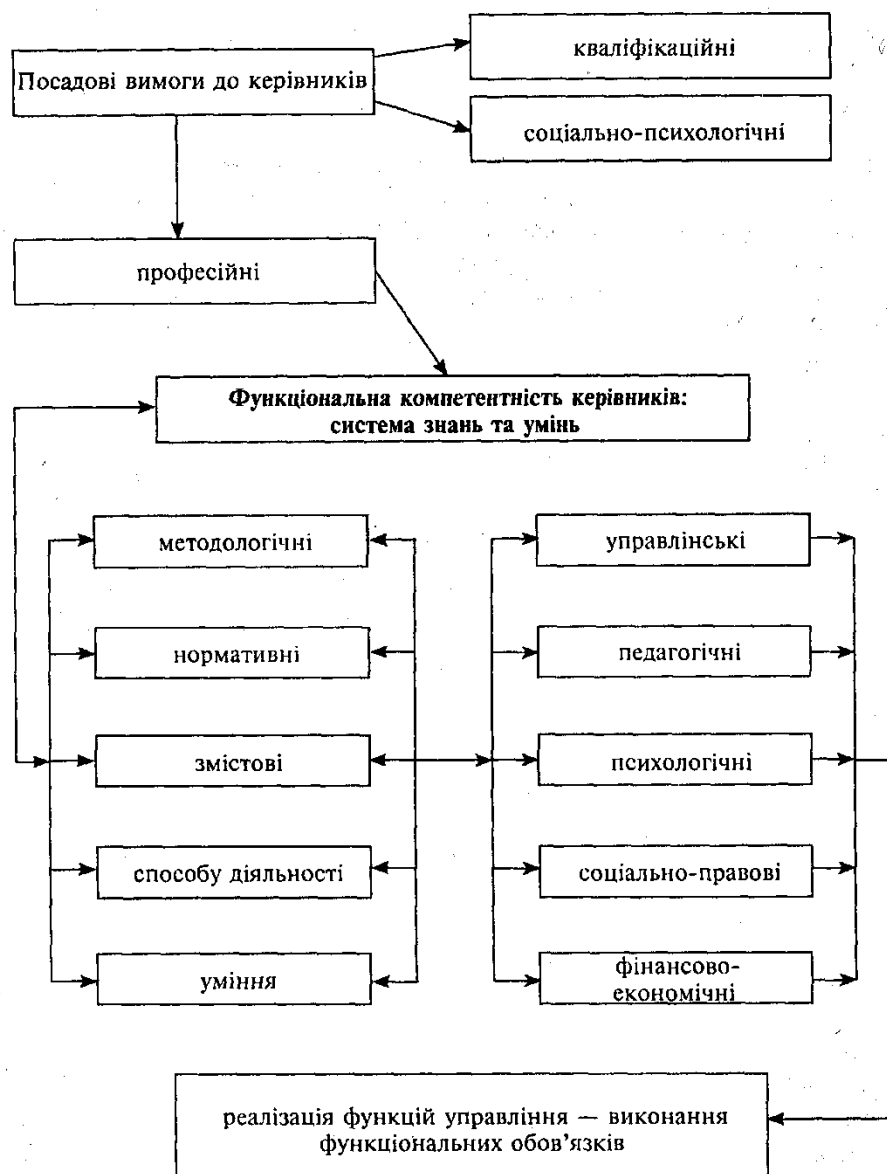 кваліфікаційні
Посадові вимоги до керівників
соціально-психологічні
професійні
Функціональна компетентність керівників:
система знань та умінь
методологічні
управлінські
нормативні
педагогічні
змістові
психологічні
способу діяльності
соціально-правові
уміння
фінансово-
економічні
реалізація функцій управління — виконання
функціональних обов'язків